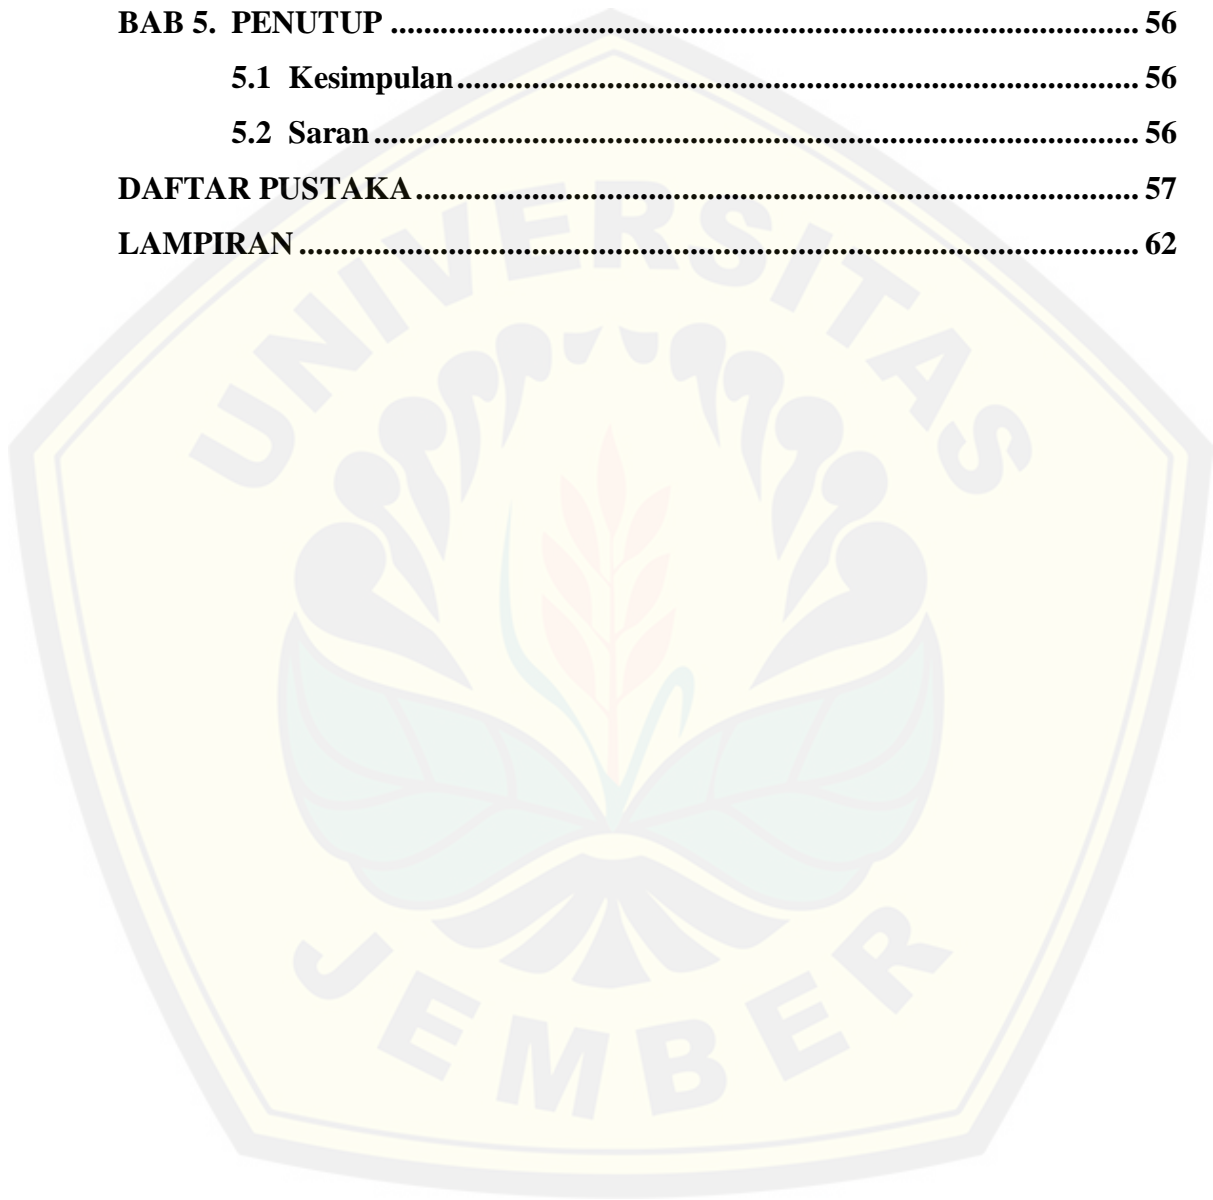 BAB 5. PENUTUP ........................................................................................ 56
5.1 Kesimpulan ................................................................................ 56
5.2 Saran .......................................................................................... 56
DAFTAR PUSTAKA ..................................................................................... 57
LAMPIRAN ................................................................................................... 62
UNIVERSITAS
JEMBER